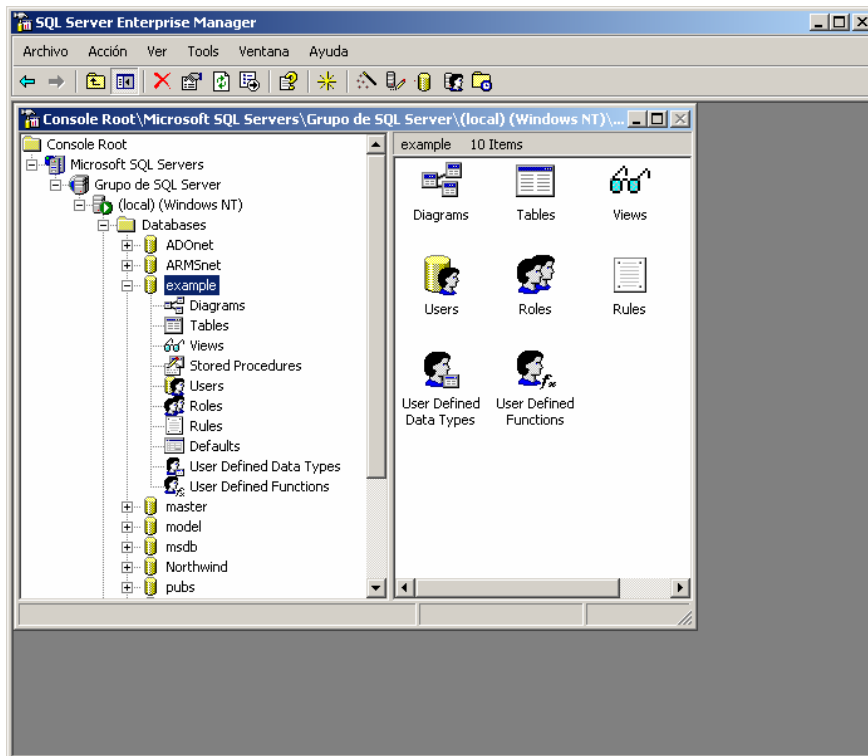 SQL Server Enterprise Manager
Archivo Acción Ver Tools Ventana Ayuda
Console Root\Microsoft SQL Servers\Grupo de SQL Server\(local) (Windows NT)\...
Console Root
Microsoft SQL Servers
Grupo de SQL Server
(local) (Windows NT)
Databases
ADOnet
ARMSnet
example
Diagrams
Tables
Views
Stored Procedures
Users
Roles
Rules
Defaults
User Defined Data Types
User Defined Functions
master
model
msdb
Northwind
pubs
example 10 Items
Diagrams Tables Views
Users Roles Rules
User Defined Data Types
User Defined Functions